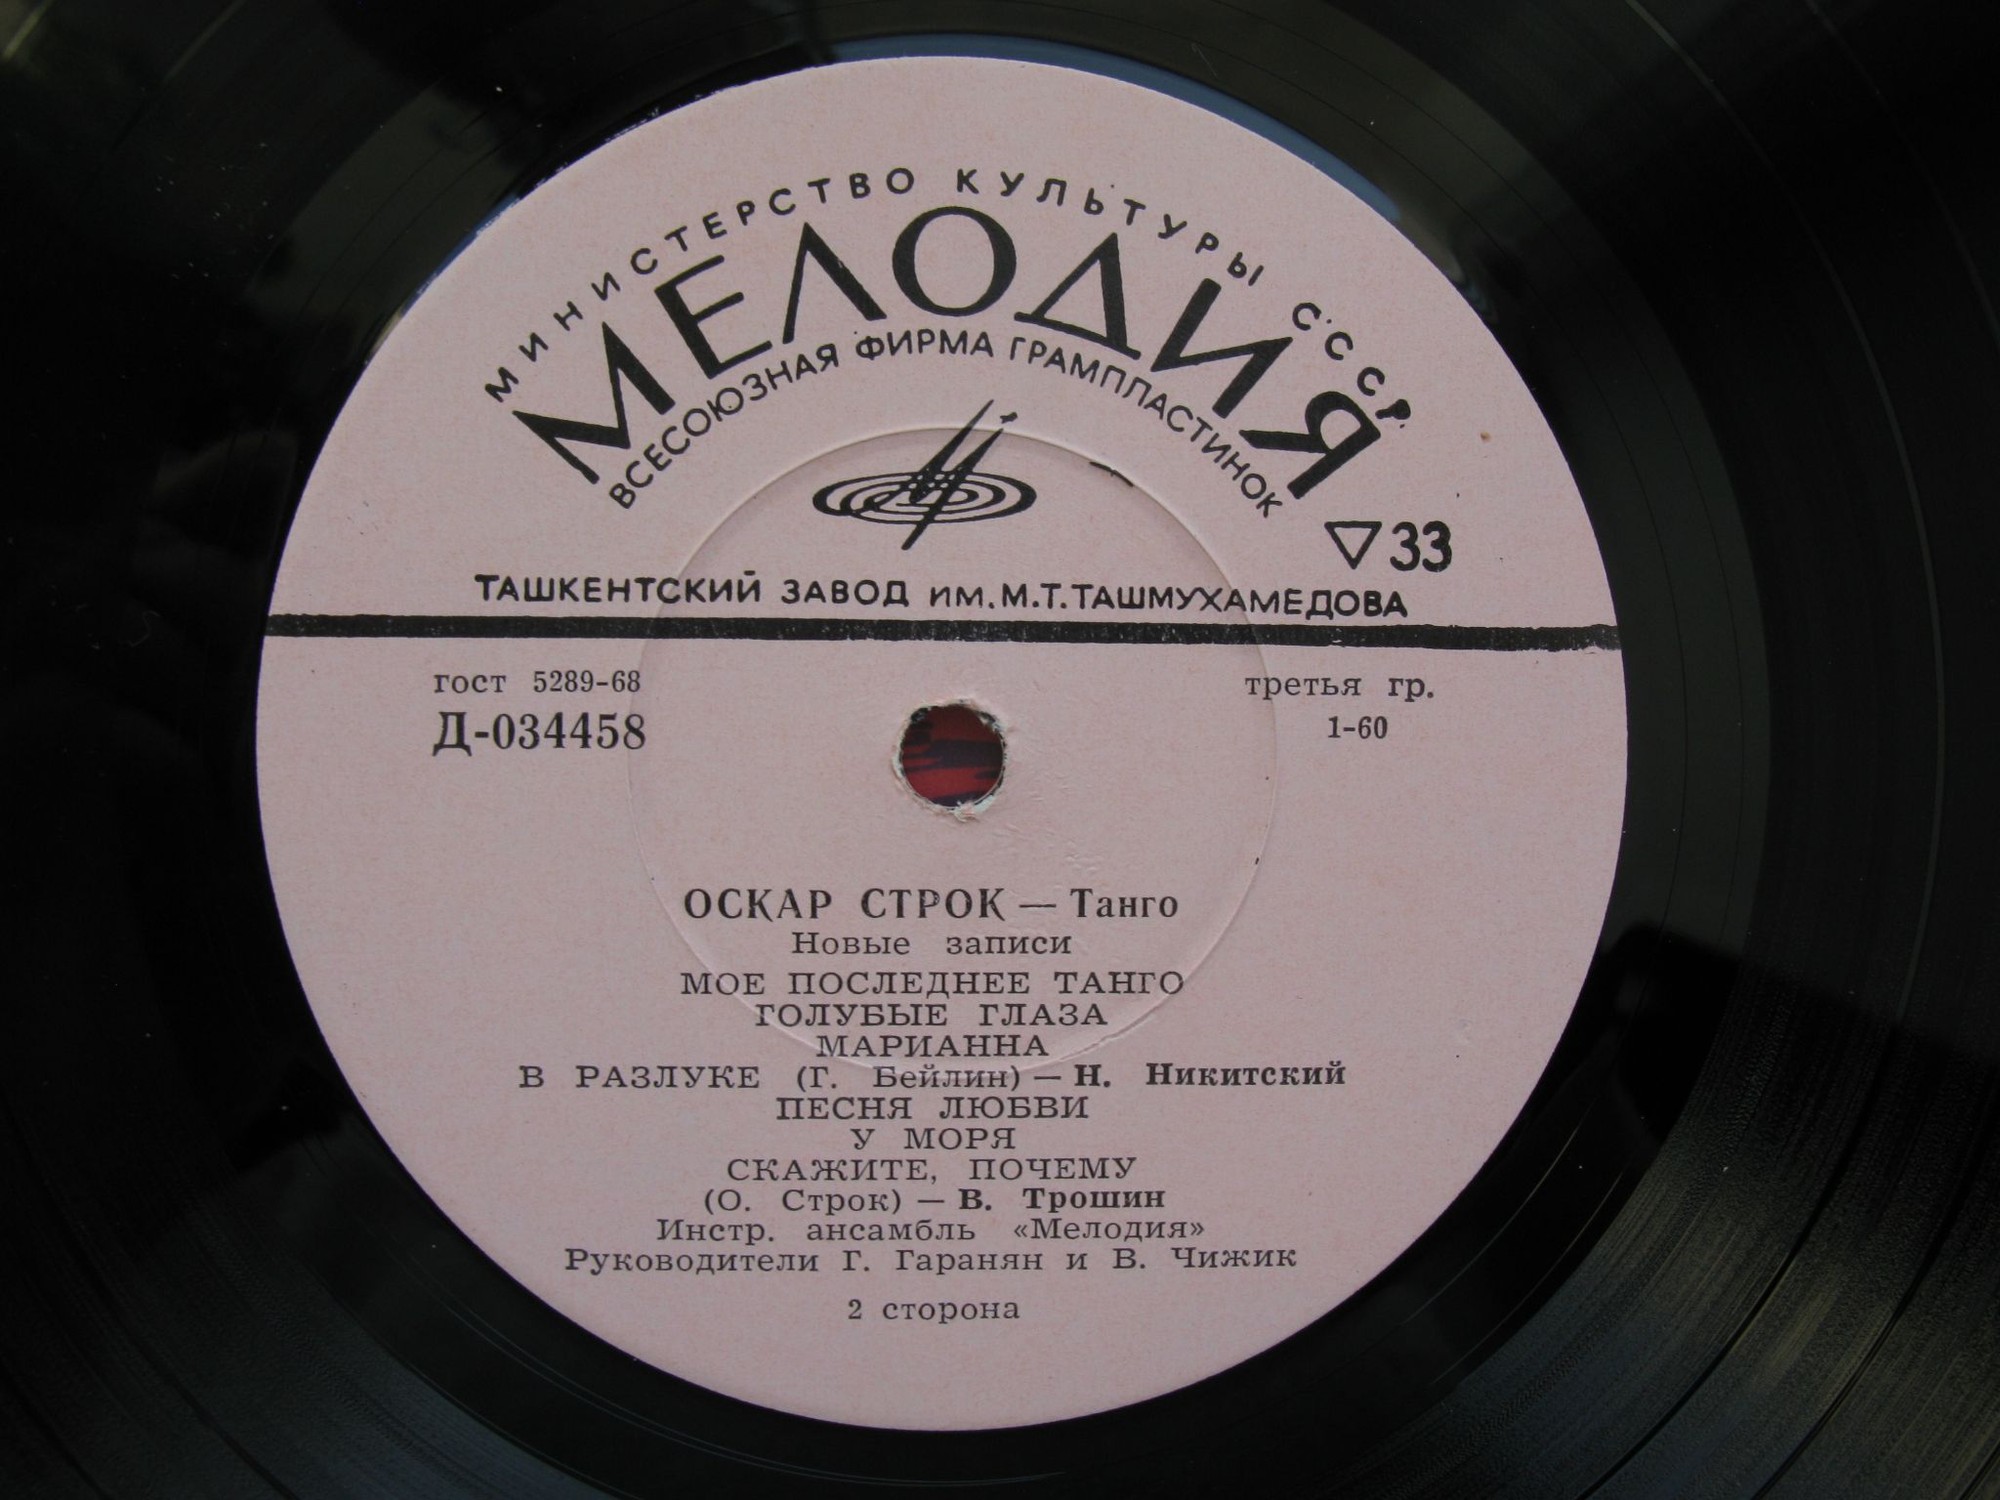 МИНИСТЕРСТВО КУЛЬТУРЫ СССР
МЕЛОДИЯ
ВСЕСОЮЗНАЯ ФИРМА ГРАМПЛАСТИНОК
33
ТАШКЕНТСКИЙ ЗАВОД ИМ. М.Т. ТАШМУХАМЕДОВА
гост 5289-68
третья гр.
Д-034458
1-60
ОСКАР СТРОК — Танго
Новые записи
МОЕ ПОСЛЕДНЕЕ ТАНГО
ГОЛУБЫЕ ГЛАЗА
МАРИАННА
В РАЗЛУКЕ (Г. Бейлин) — Н. Никитский
ПЕСНЯ ЛЮБВИ
У МОРЯ
СКАЖИТЕ, ПОЧЕМУ
(О. Строк) — В. Трошин
Инстр. ансамбль «Мелодия»
Руководители Г. Гаранян и В. Чижик
2 сторона